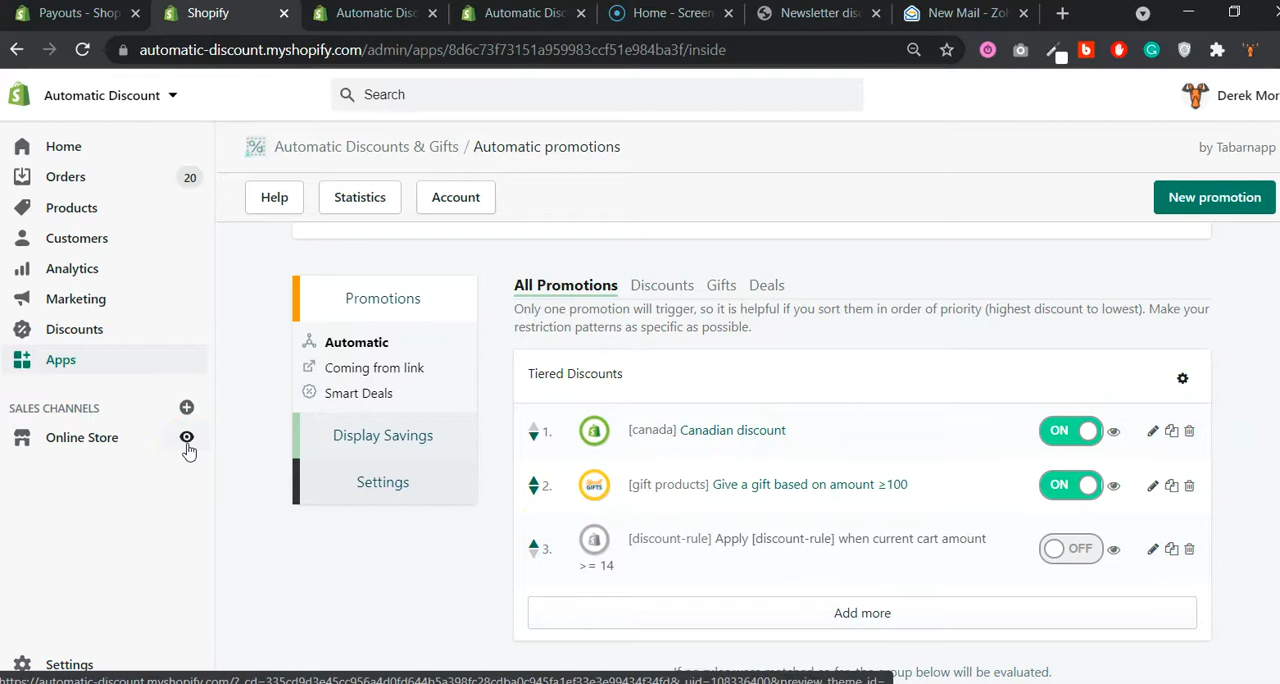 Payouts - Shop
Shopify
Automatic Disc
Automatic Disc
Home - Screen
Newsletter disc
New Mail - Zoh
automatic-discount.myshopify.com/admin/apps/8d6c73f73151a959983ccf51e984ba3f/inside
Automatic Discount
Search
Derek Mor
Home
Orders
20
Products
Customers
Analytics
Marketing
Discounts
Apps
SALES CHANNELS
Online Store
Settings
Automatic Discounts & Gifts / Automatic promotions
by Tabarnapp
Help
Statistics
Account
New promotion
Promotions
Automatic
Coming from link
Smart Deals
Display Savings
Settings
All Promotions
Discounts
Gifts
Deals
Only one promotion will trigger, so it is helpful if you sort them in order of priority (highest discount to lowest). Make your
restriction patterns as specific as possible.
Tiered Discounts
1.
[canada] Canadian discount
ON
2.
GIFTS
[gift products] Give a gift based on amount ≥100
ON
3.
[discount-rule] Apply [discount-rule] when current cart amount
>= 14
OFF
Add more
If no rules were matched so far, the group below will be evaluated.